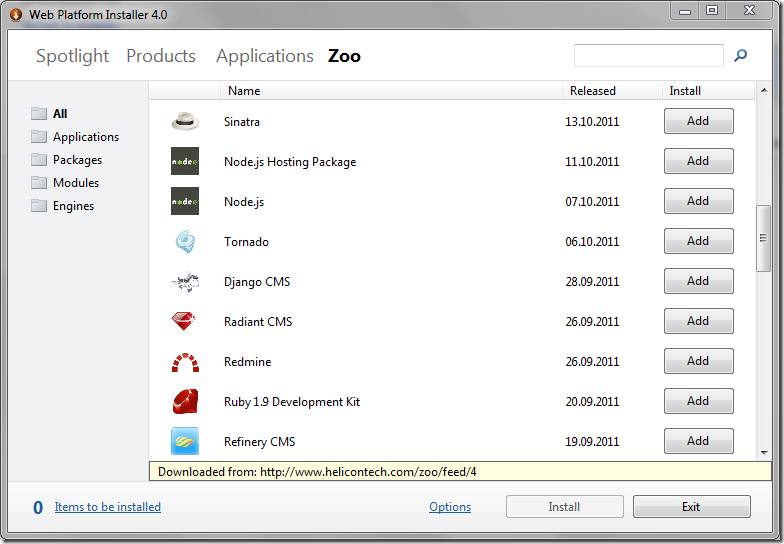 Web Platform Installer 4.0
Spotlight Products Applications Zoo
All
Applications
Packages
Modules
Engines
Name Released Install
Sinatra 13.10.2011 Add
node Node.js Hosting Package 11.10.2011 Add
node Node.js 07.10.2011 Add
Tornado 06.10.2011 Add
Django CMS 28.09.2011 Add
Radiant CMS 26.09.2011 Add
Redmine 26.09.2011 Add
Ruby 1.9 Development Kit 20.09.2011 Add
Refinery CMS 19.09.2011 Add
Downloaded from: http://www.helicontech.com/zoo/feed/4
0 Items to be installed Options Install Exit